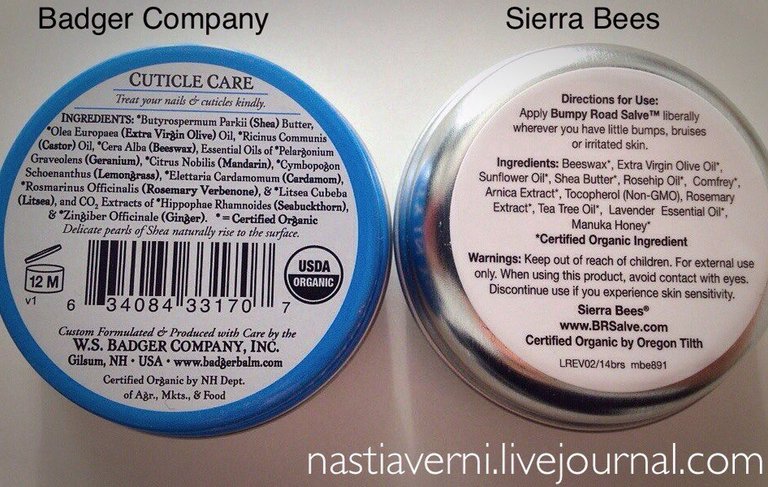 Badger Company
Sierra Bees
CUTICLE CARE
Treat your nails & cuticles kindly.
INGREDIENTS: *Butyrospermum Parkii (Shea) Butter,
*Olea Europaea (Extra Virgin Olive) Oil, *Ricinus Communis
(Castor) Oil, *Cera Alba (Beeswax), Essential Oils of *Pelargonium
Graveolens (Geranium), *Citrus Nobilis (Mandarin), *Cymbopogon
Schoenanthus (Lemongrass), *Elettaria Cardamomum (Cardamom),
*Rosmarinus Officinalis (Rosemary Verbenone), & *Litsea Cubeba
(Litsea), and CO2 Extracts of *Hippophae Rhamnoides (Seabuckthorn),
& *Zingiber Officinale (Ginger). *=Certified Organic
Delicate pearls of Shea naturally rise to the surface.
12 M
v1
6 34084 33170 7
USDA
ORGANIC
Custom Formulated & Produced with Care by the
W.S. BADGER COMPANY, INC.
Gilsum, NH • USA • www.badgerbalm.com
Certified Organic by NH Dept.
of Agr., Mkts., & Food
Directions for Use:
Apply Bumpy Road Salve™ liberally
wherever you have little bumps, bruises
or irritated skin.
Ingredients: Beeswax*, Extra Virgin Olive Oil*,
Sunflower Oil*, Shea Butter*, Rosehip Oil*, Comfrey*,
Arnica Extract*, Tocopherol (Non-GMO), Rosemary
Extract*, Tea Tree Oil*, Lavender Essential Oil*,
Manuka Honey*
*Certified Organic Ingredient
Warnings: Keep out of reach of children. For external use
only. When using this product, avoid contact with eyes.
Discontinue use if you experience skin sensitivity.
Sierra Bees®
www.BRSalve.com
Certified Organic by Oregon Tilth
LREV02/14brs mbe891
nastiaverni.livejournal.com